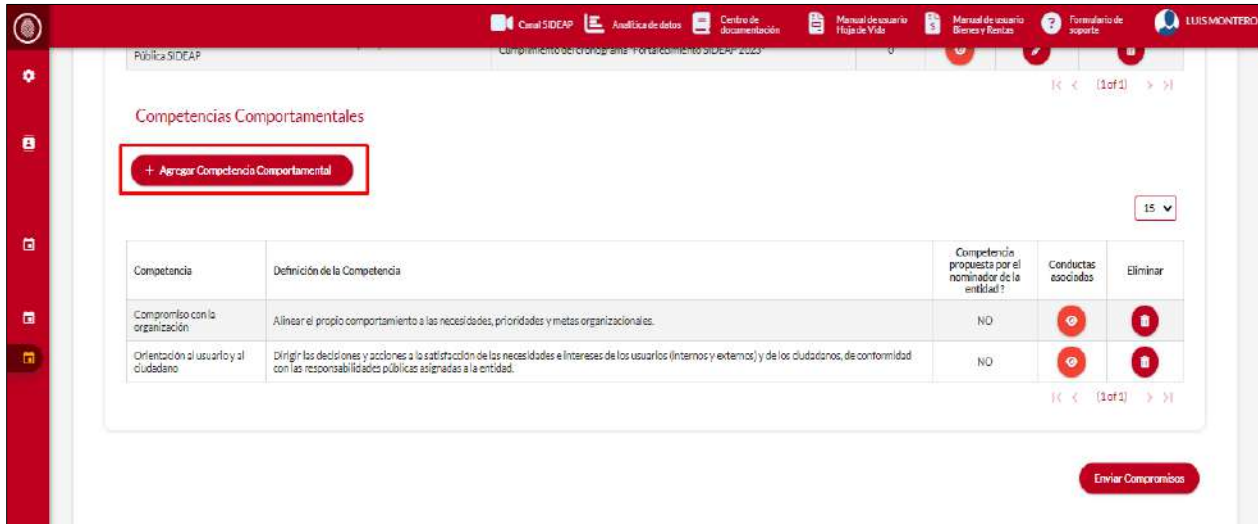 Canal SIDEAP
Analítica de datos
Centro de
documentación
Manual de usuario
Hoja de Vida
Manual de usuario
Bienes y Rentas
Formulario de
soporte
LUIS MONTERO
Pública SIDEAP
Cumplimiento del cronograma "Fortalecimiento SIDEAP 2023"
0
(1 of 1)
Competencias Comportamentales
+ Agregar Competencia Comportamental
15
Competencia
Definición de la Competencia
Competencia
propuesta por el
nominador de la
entidad ?
Conductas
asociadas
Eliminar
Compromiso con la
organización
Alinear el propio comportamiento a las necesidades, prioridades y metas organizacionales.
NO
Orientación al usuario y al
ciudadano
Dirigir las decisiones y acciones a la satisfacción de las necesidades e intereses de los usuarios (internos y externos) y de los ciudadanos, de conformidad
con las responsabilidades públicas asignadas a la entidad.
NO
(1 of 1)
Enviar Compromisos